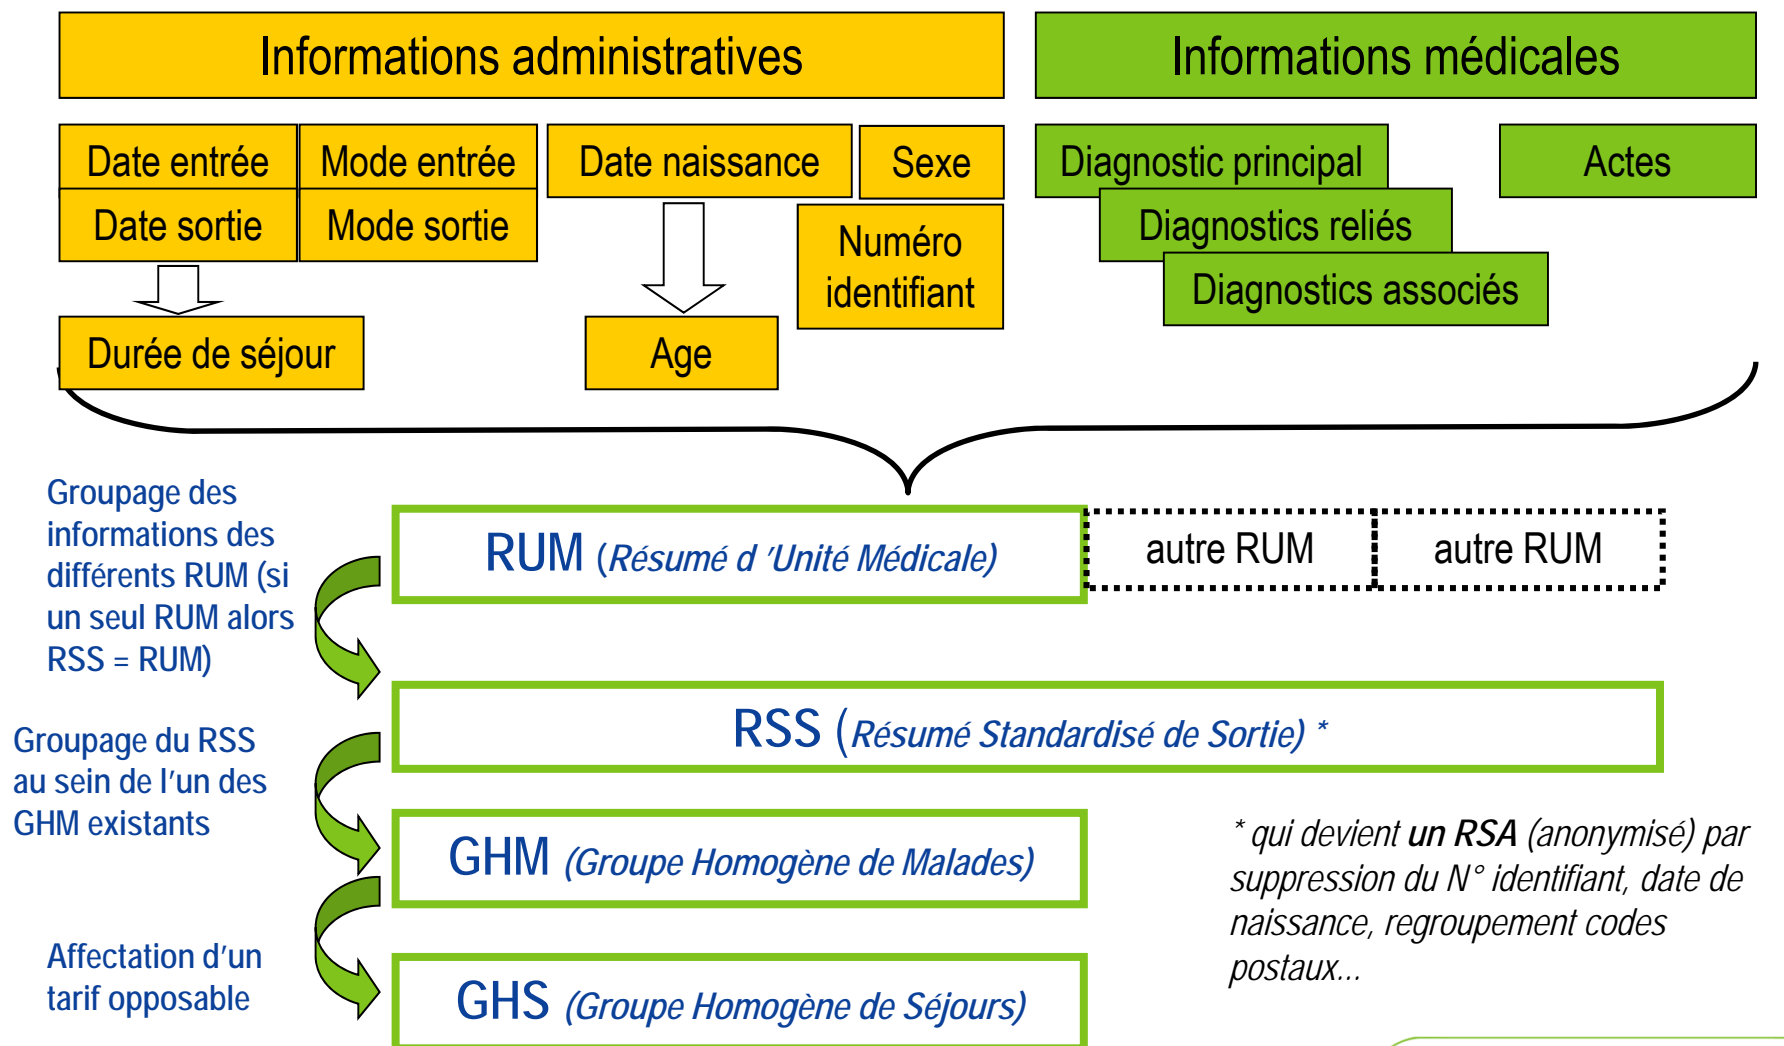 Informations administratives
Informations médicales
Date entrée
Mode entrée
Date naissance
Sexe
Diagnostic principal
Actes
Date sortie
Mode sortie
Numéro
identifiant
Diagnostics reliés
Diagnostics associés
Durée de séjour
Age
Groupage des
informations des
différents RUM (si
un seul RUM alors
RSS = RUM)
RUM (Résumé d 'Unité Médicale)
autre RUM
autre RUM
RSS (Résumé Standardisé de Sortie) *
Groupage du RSS
au sein de l'un des
GHM existants
GHM (Groupe Homogène de Malades)
* qui devient un RSA (anonymisé) par
suppression du N° identifiant, date de
naissance, regroupement codes
postaux...
Affectation d'un
tarif opposable
GHS (Groupe Homogène de Séjours)